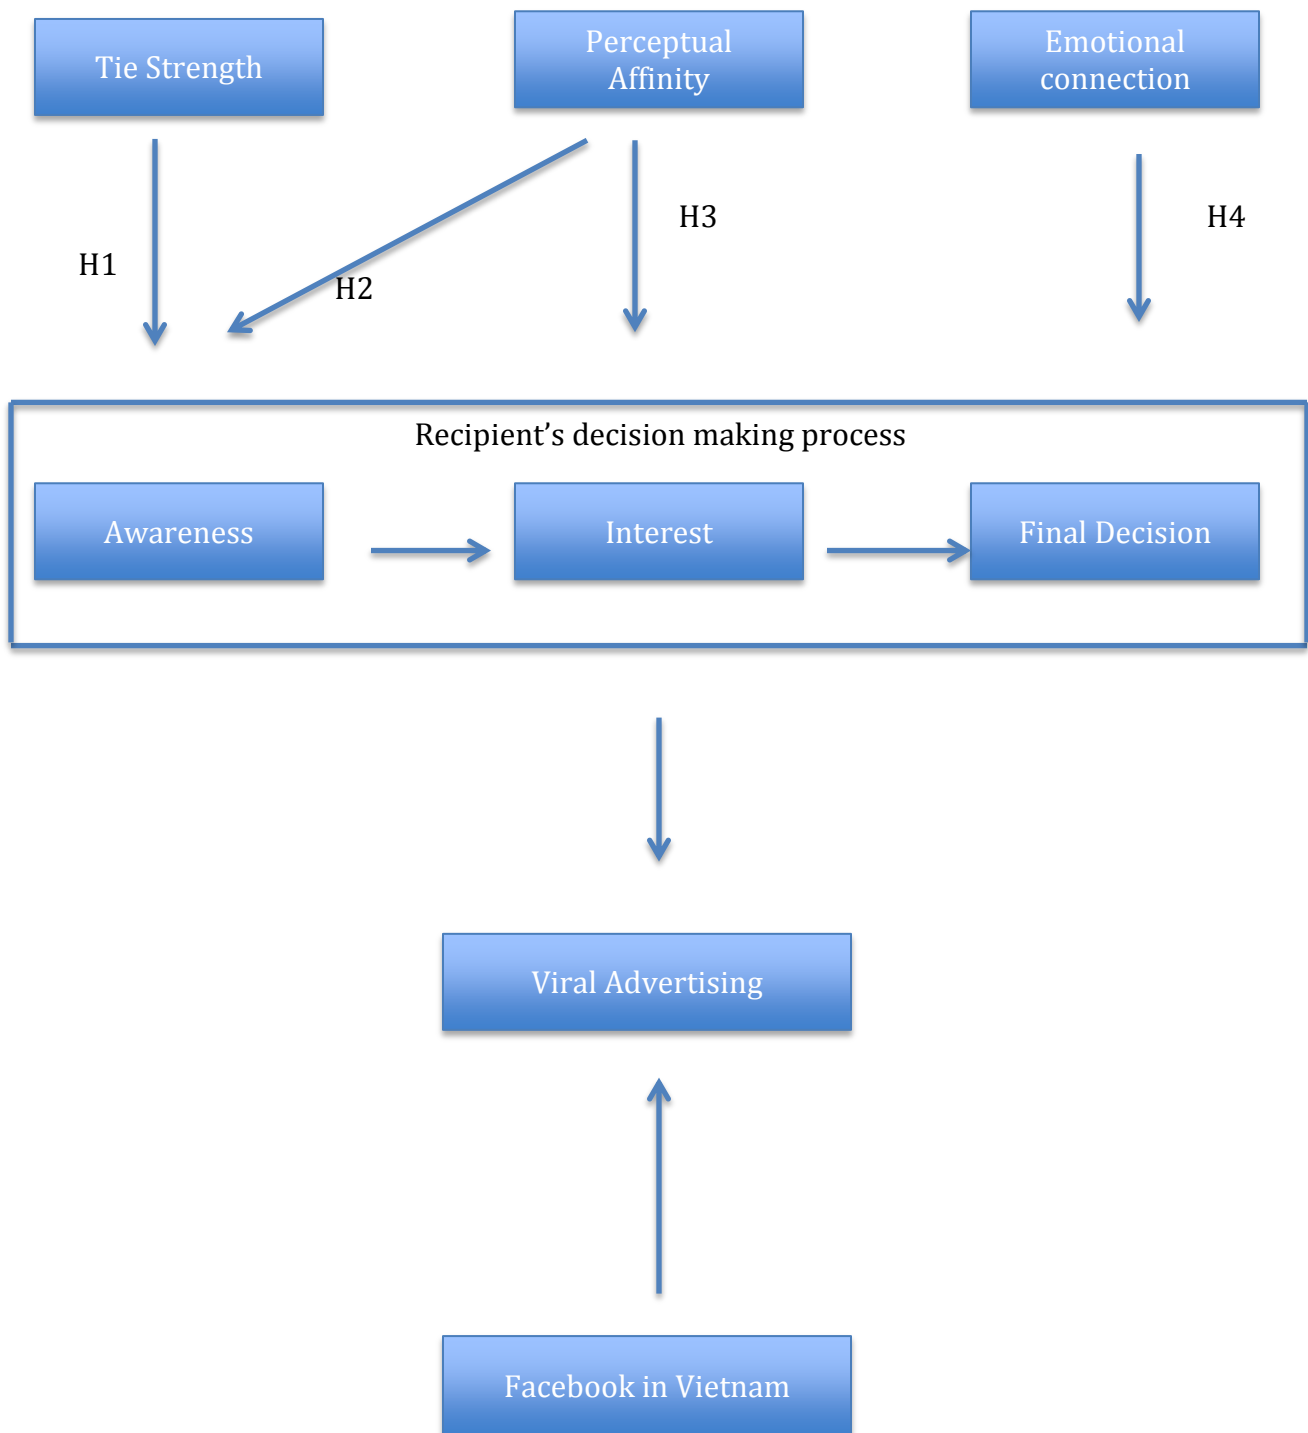 Tie Strength
Perceptual
Affinity
Emotional
connection
H1
H2
H3
H4
Recipient’s decision making process
Awareness
Interest
Final Decision
Viral Advertising
Facebook in Vietnam